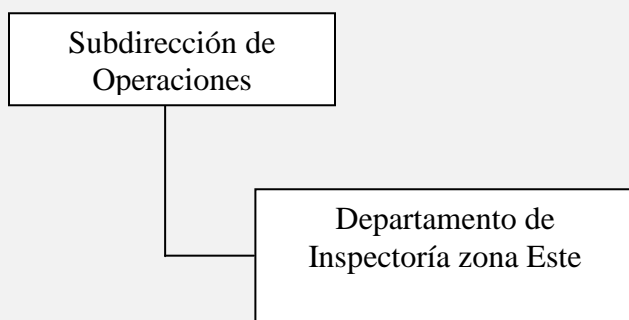 Subdirección de
Operaciones
Departamento de
Inspectoría zona Este